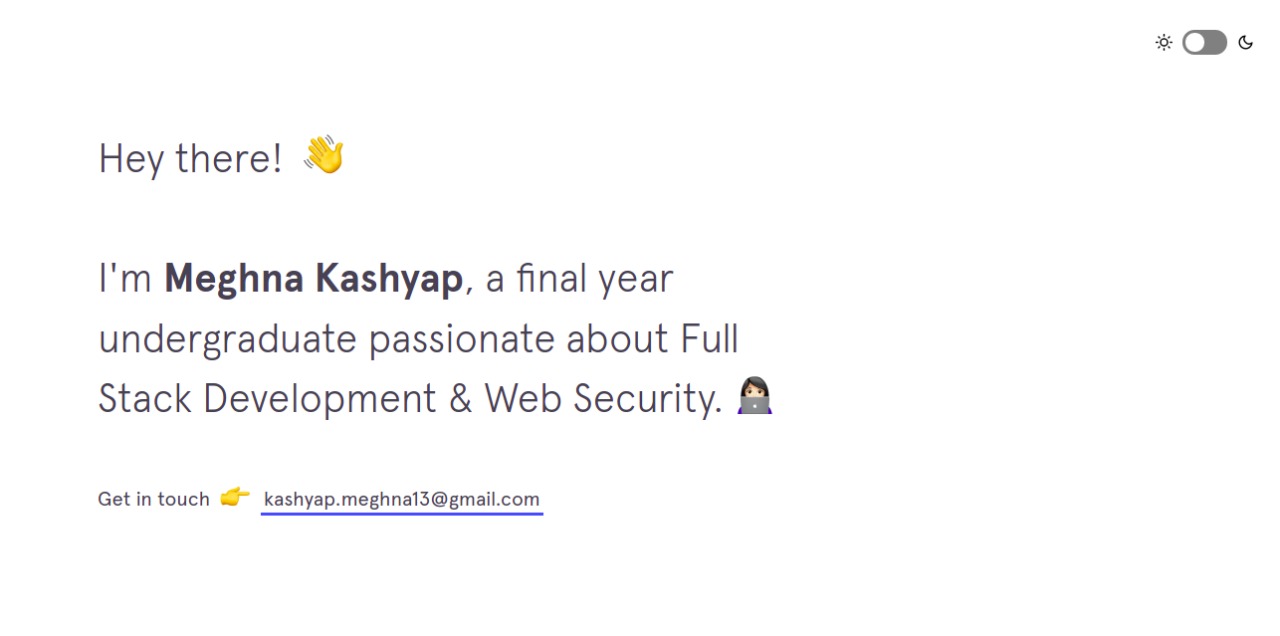 Hey there! 👋
I'm Meghna Kashyap, a final year
undergraduate passionate about Full
Stack Development & Web Security. 👩🏻‍💻
Get in touch 👉 kashyap.meghna13@gmail.com